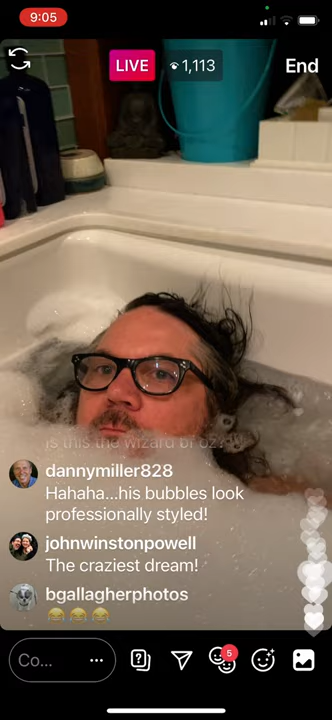 9:05
LIVE
1,113
End
is this the wizard of oz?
dannymiller828
Hahaha...his bubbles look
professionally styled!
johnwinstonpowell
The craziest dream!
bgallagherphotos
😂😂😂
Co...
5